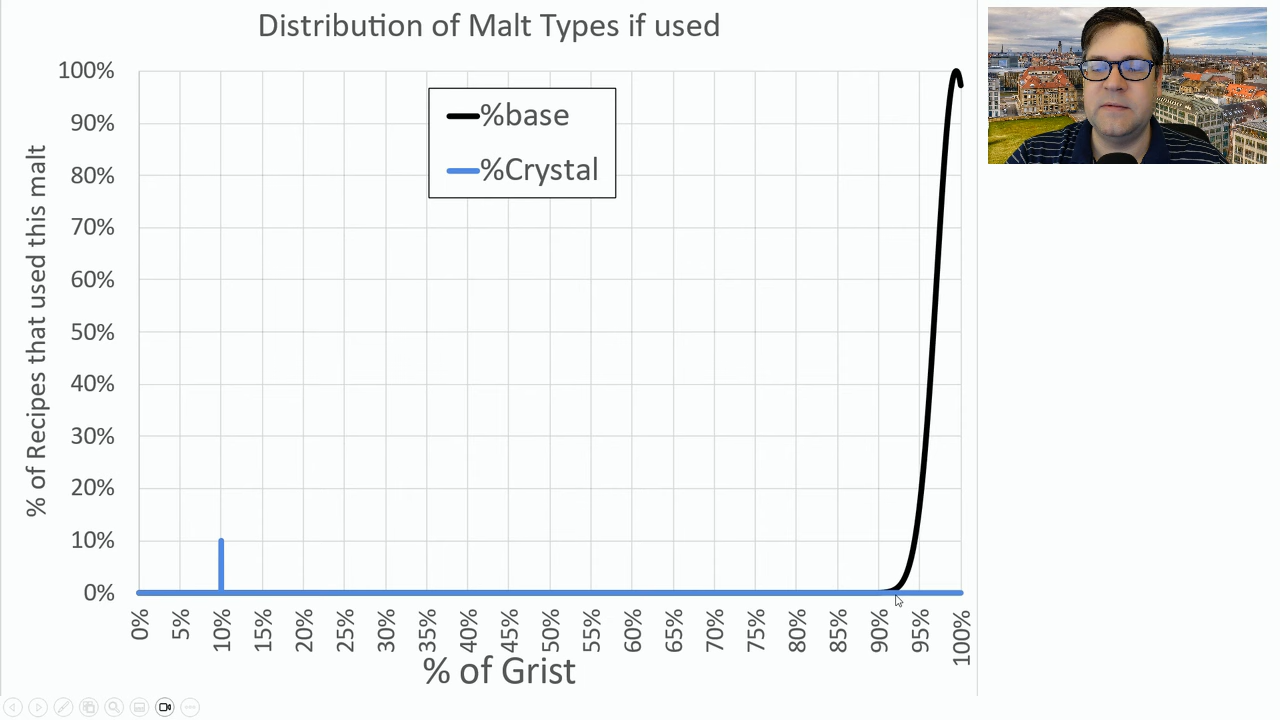 Distribution of Malt Types if used
% of Recipes that used this malt
100%
90%
80%
70%
60%
50%
40%
30%
20%
10%
0%
%base
%Crystal
0% 5% 10% 15% 20% 25% 30% 35% 40% 45% 50% 55% 60% 65% 70% 75% 80% 85% 90% 95% 100%
% of Grist